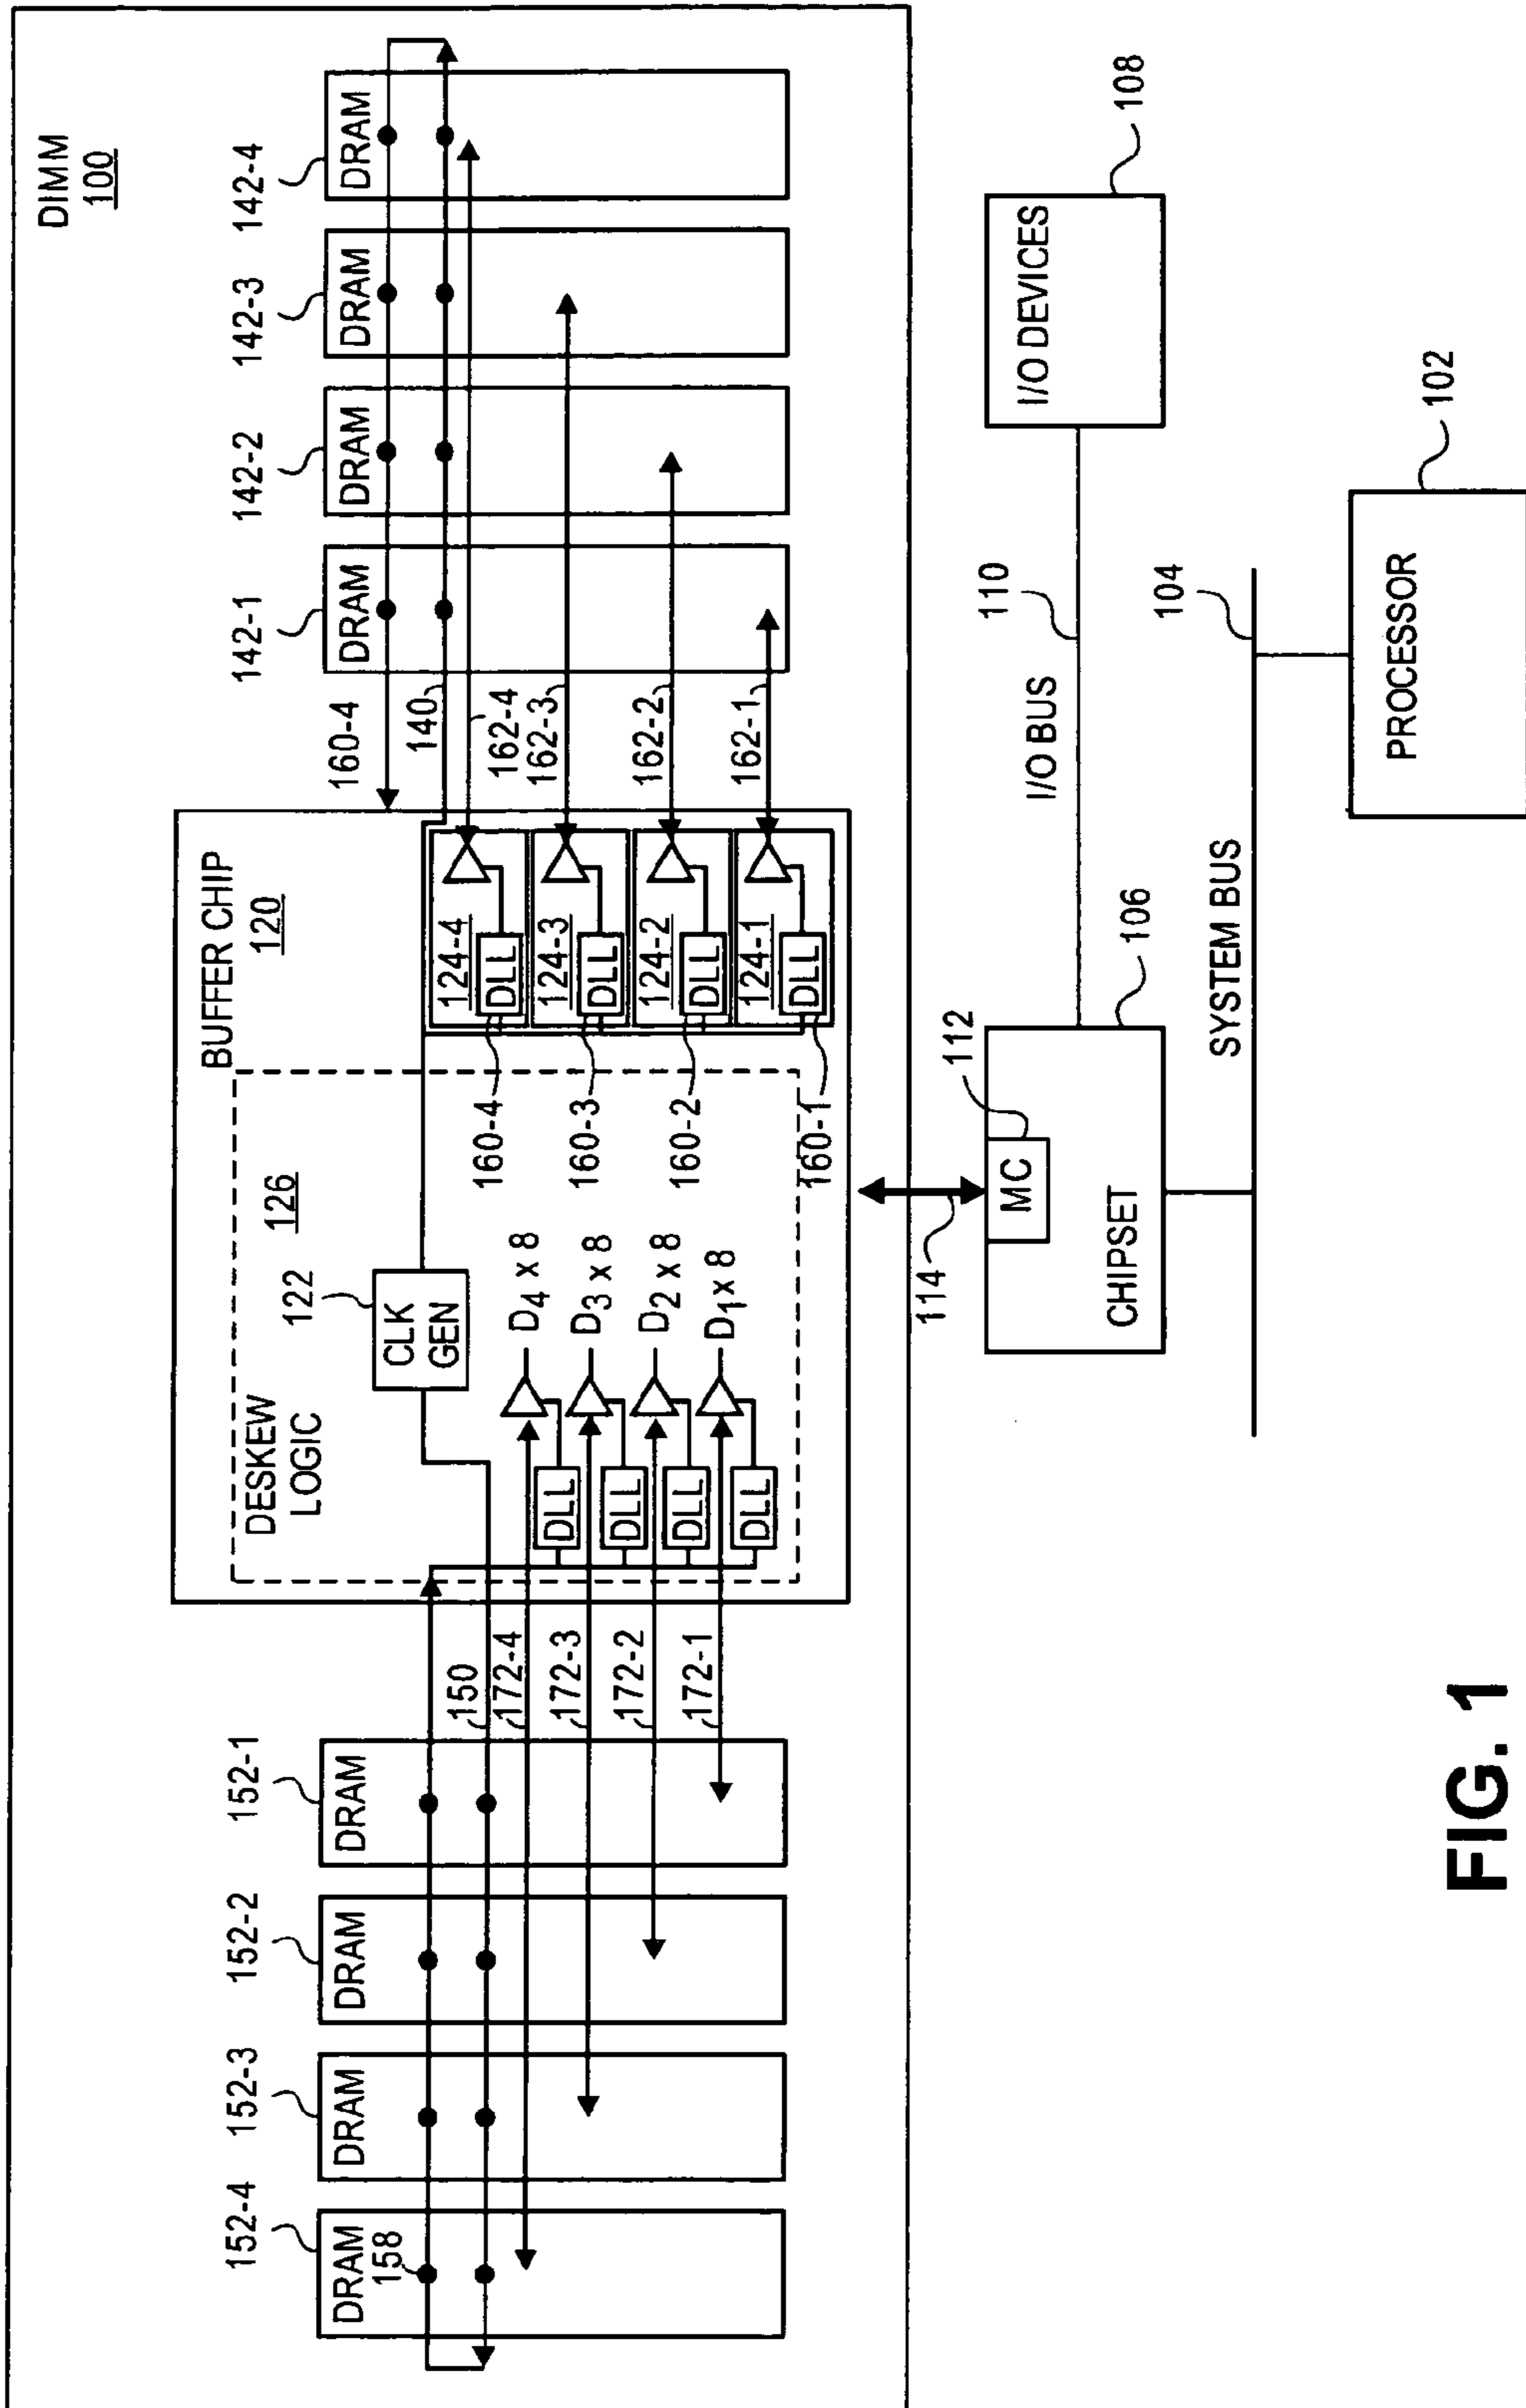 DIMM
100
152-4
152-3
152-2
152-1
142-1
142-2
142-3
142-4
DRAM
158
DRAM
DRAM
DRAM
DRAM
DRAM
DRAM
DRAM
BUFFER CHIP
120
DESKEW
LOGIC
126
122
CLK
GEN
150
172-4
172-3
172-2
172-1
DLL
DLL
DLL
DLL
D4 x 8
D3 x 8
D2 x 8
D1 x 8
160-4
160-3
160-2
160-1
124-4
DLL
124-3
DLL
124-2
DLL
124-1
DLL
160-4
140
162-4
162-3
162-2
162-1
114
MC
112
CHIPSET
106
I/O BUS
110
I/O DEVICES
108
SYSTEM BUS
104
PROCESSOR
102
FIG. 1